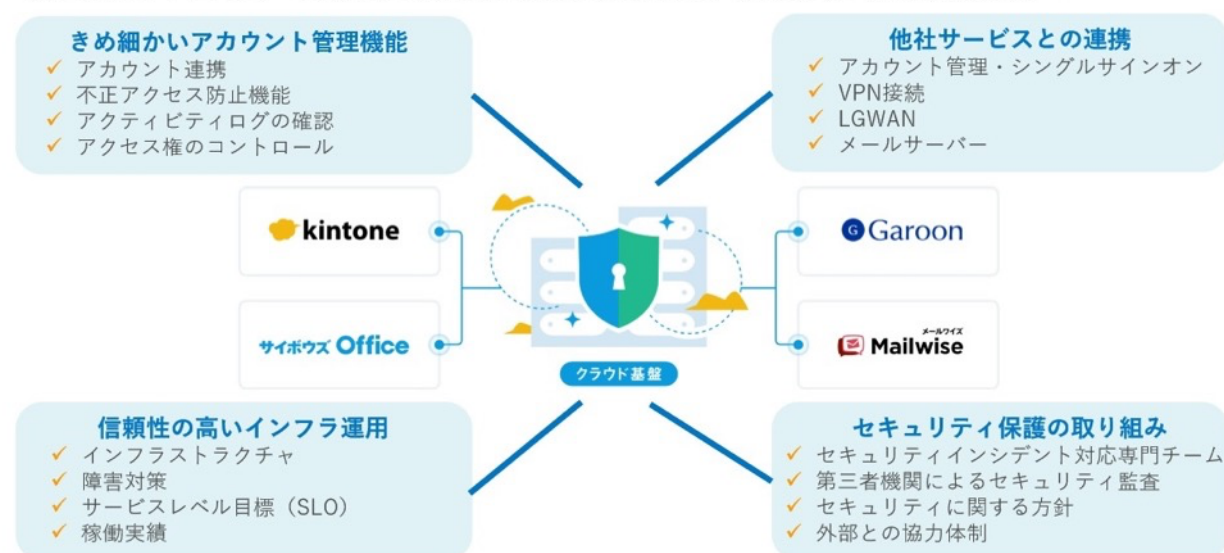 きめ細かいアカウント管理機能
アカウント連携
不正アクセス防止機能
アクティビティログの確認
アクセス権のコントロール
他社サービスとの連携
アカウント管理・シングルサインオン
VPN接続
LGWAN
メールサーバー
kintone
サイボウズ Office
G Garoon
メールワイズ
Mailwise
クラウド基盤
信頼性の高いインフラ運用
インフラストラクチャ
障害対策
サービスレベル目標（SLO）
稼働実績
セキュリティ保護の取り組み
セキュリティインシデント対応専門チーム
第三者機関によるセキュリティ監査
セキュリティに関する方針
外部との協力体制